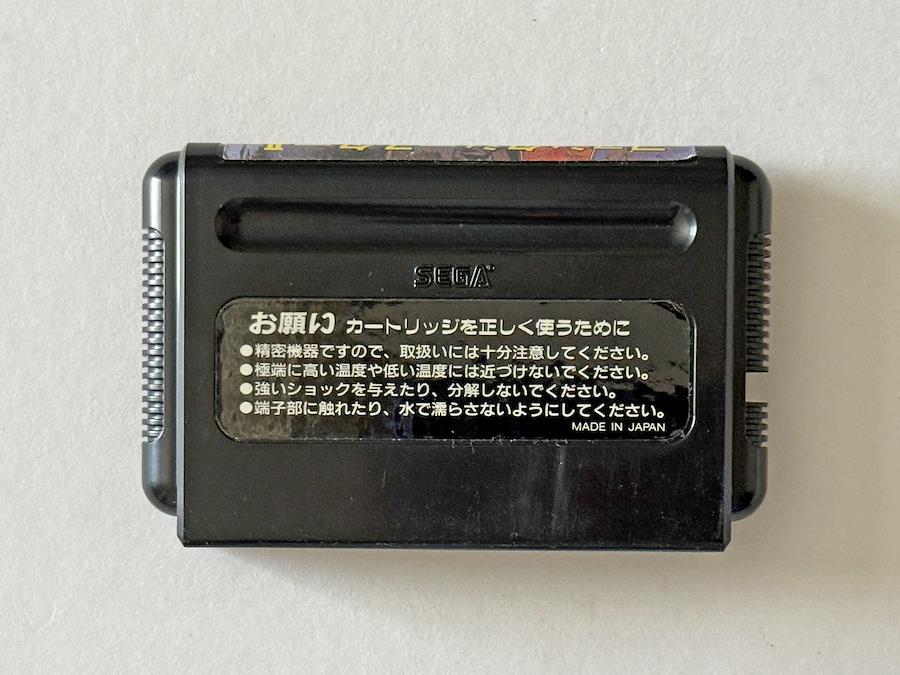 SEGA
お願い カートリッジを正しく使うために
●精密機器ですので、取扱いには十分注意してください。
●極端に高い温度や低い温度には近づけないでください。
●強いショックを与えたり、分解しないでください。
●端子部に触れたり、水で濡らさないようにしてください。
MADE IN JAPAN